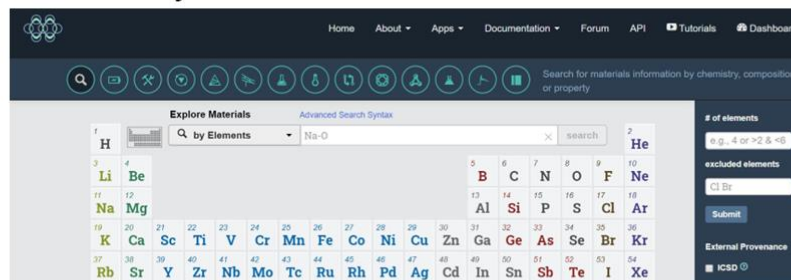 Home About Apps Documentation Forum API Tutorials Dashboar
Search for materials information by chemistry, composition
or property
Explore Materials Advanced Search Syntax
by Elements Na-O × search
# of elements
e.g., 4 or >2 & <6
excluded elements
Cl Br
Submit
External Provenance
ICSD
1 2
H He
3 4 5 6 7 8 9 10
Li Be B C N O F Ne
11 12 13 14 15 16 17 18
Na Mg Al Si P S Cl Ar
19 20 21 22 23 24 25 26 27 28 29 30 31 32 33 34 35 36
K Ca Sc Ti V Cr Mn Fe Co Ni Cu Zn Ga Ge As Se Br Kr
37 38 39 40 41 42 43 44 45 46 47 48 49 50 51 52 53 54
Rb Sr Y Zr Nb Mo Tc Ru Rh Pd Ag Cd In Sn Sb Te I Xe